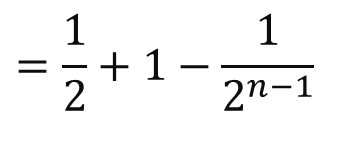 = 1/2 + 1 − 1/2^{n−1}